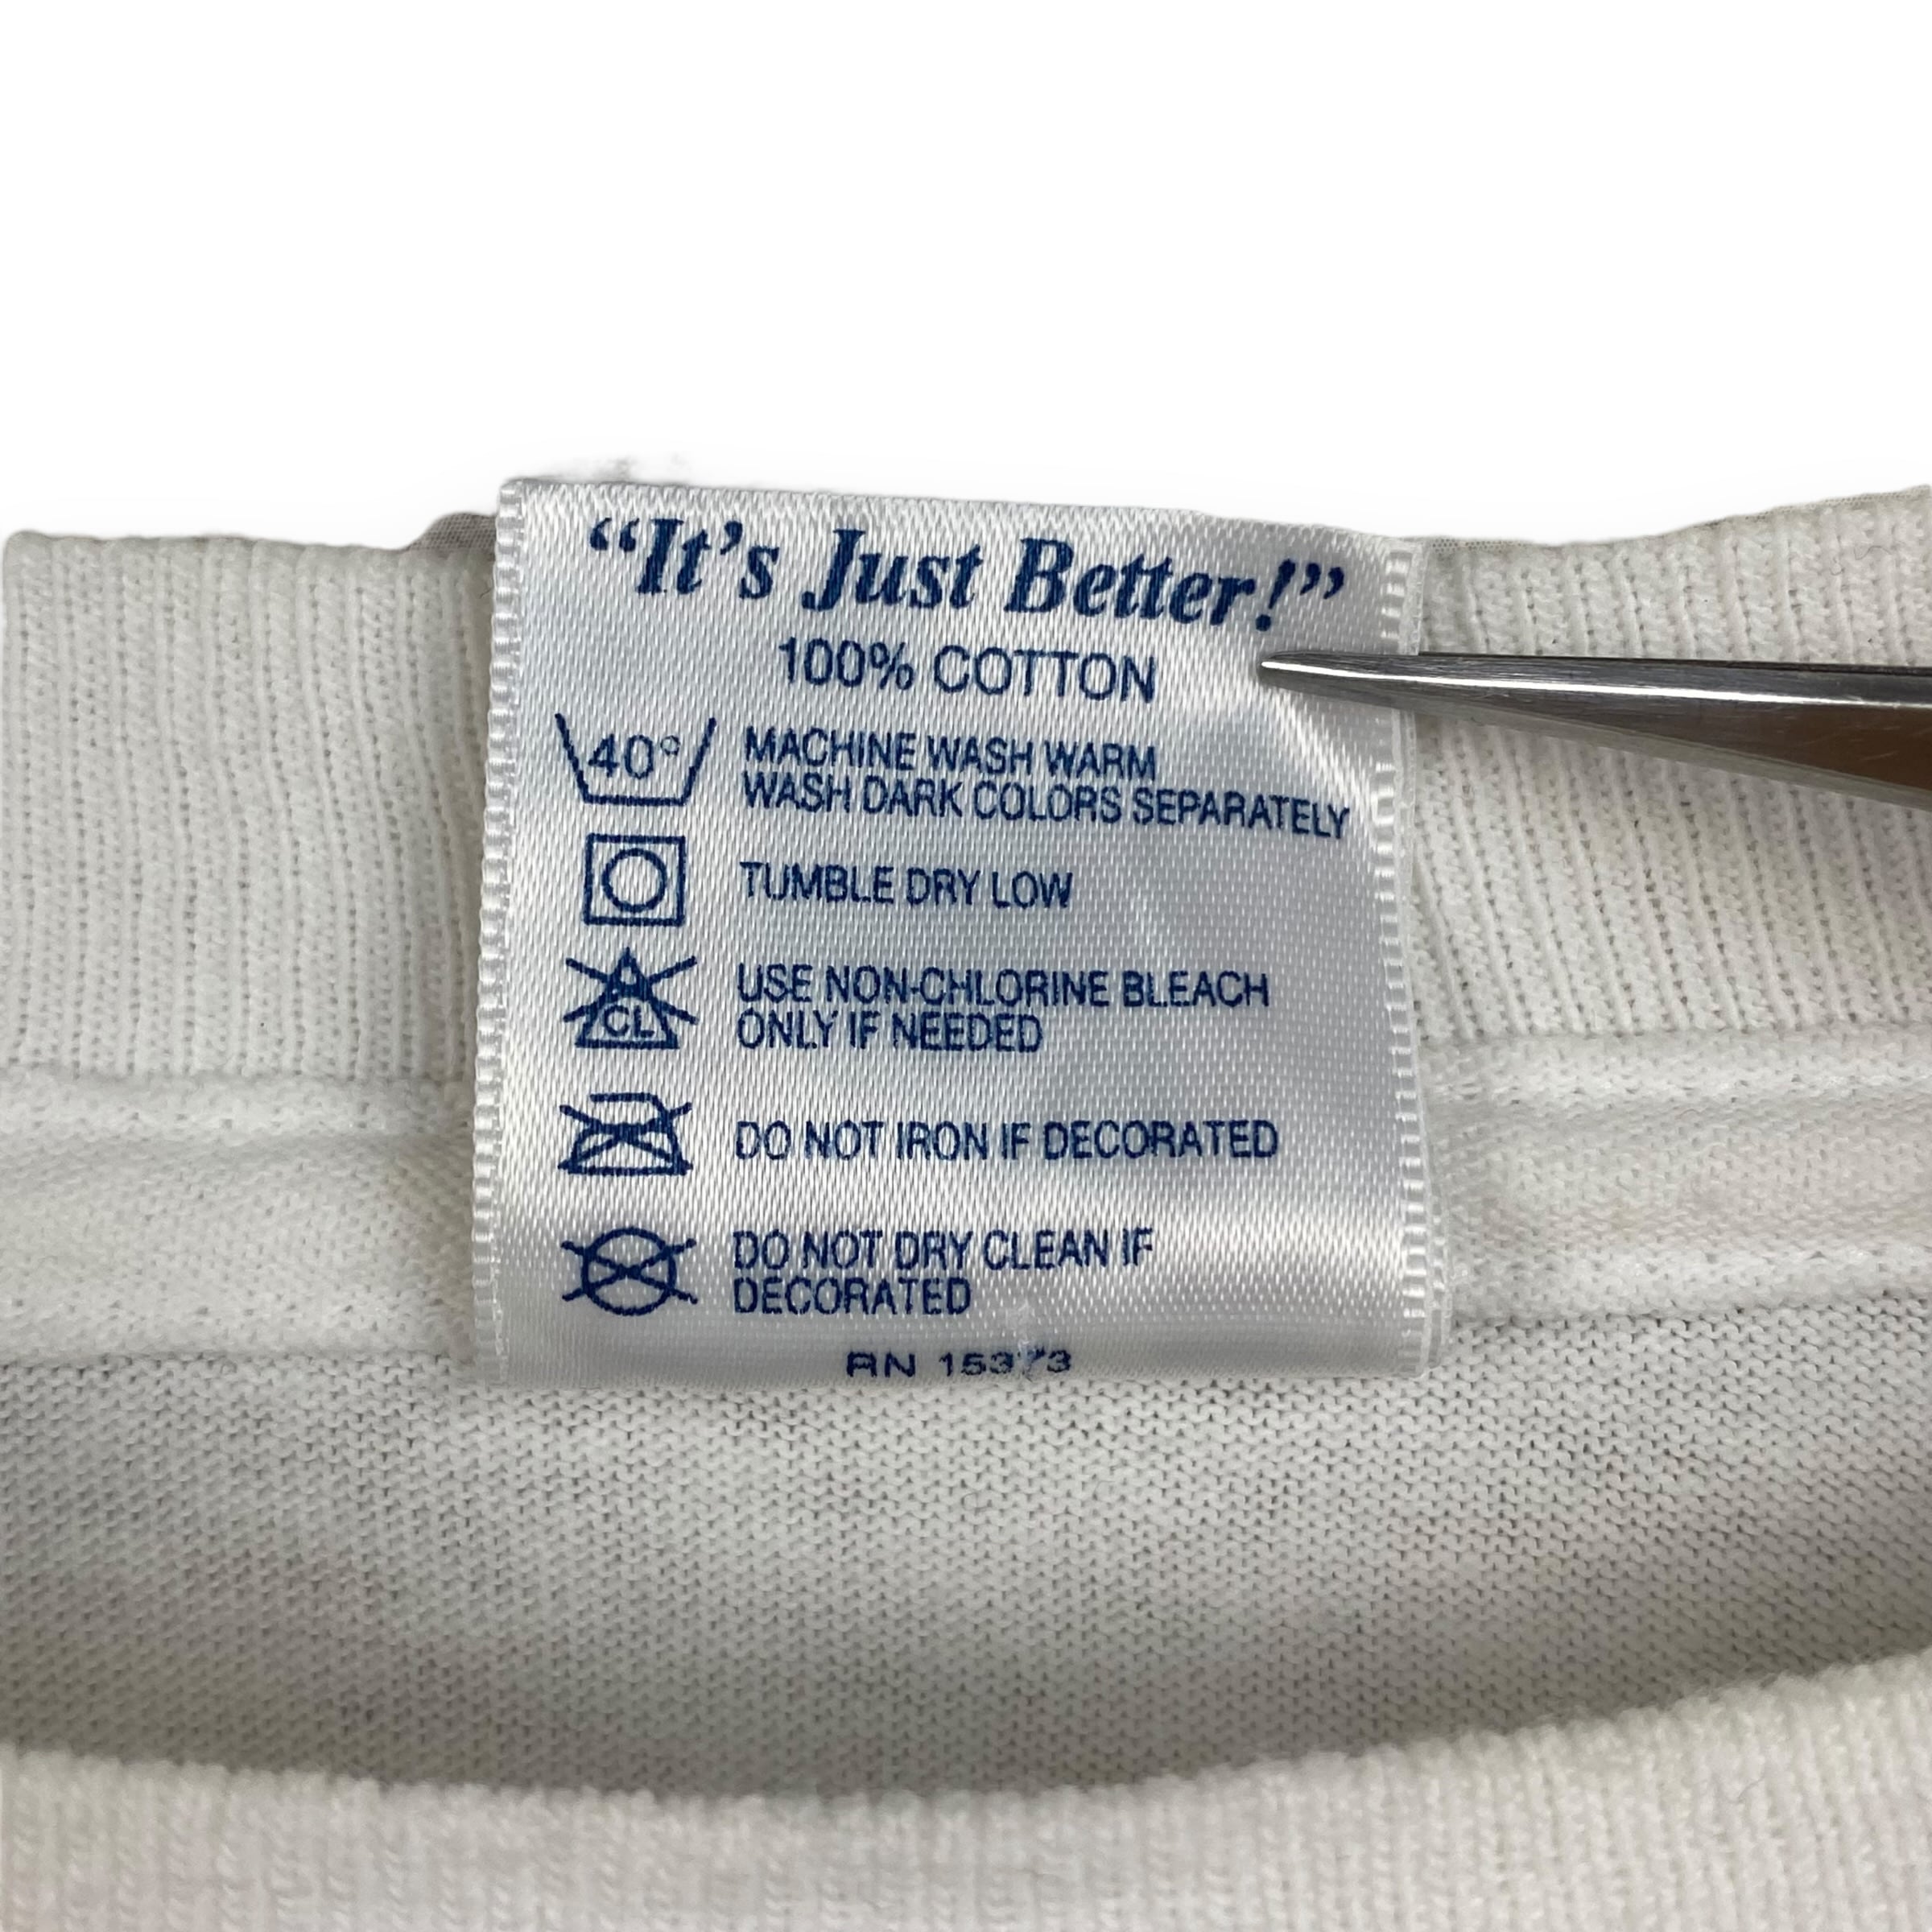 “It’s Just Better!”
100% COTTON
40°
MACHINE WASH WARM
WASH DARK COLORS SEPARATELY
TUMBLE DRY LOW
CL
USE NON-CHLORINE BLEACH
ONLY IF NEEDED
DO NOT IRON IF DECORATED
DO NOT DRY CLEAN IF
DECORATED
RN 15373